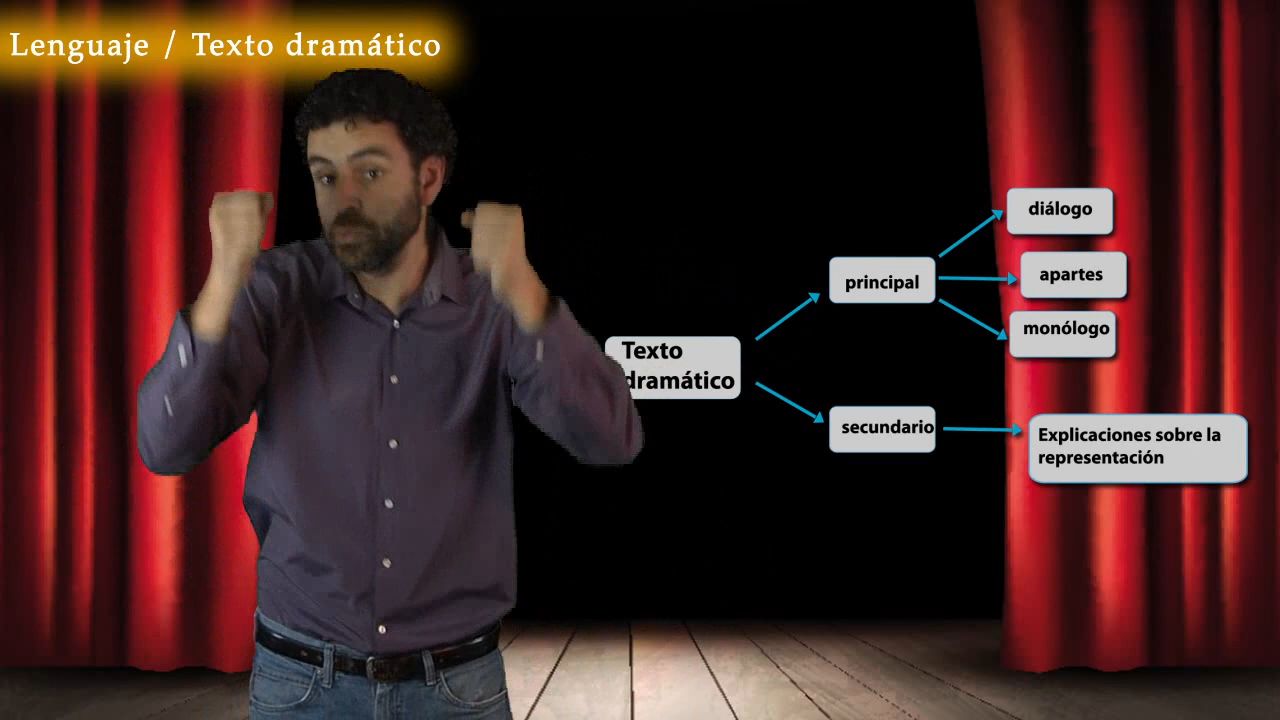 Lenguaje / Texto dramático
diálogo
apartes
principal
monólogo
Texto
dramático
secundario
Explicaciones sobre la
representación